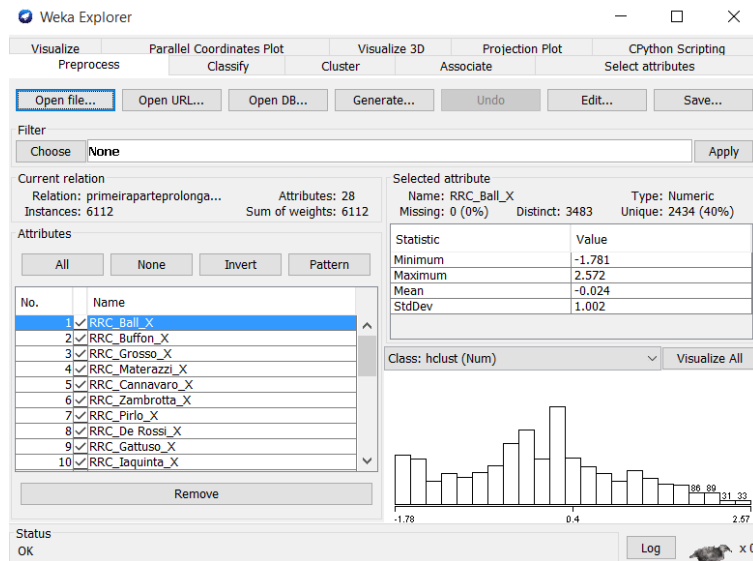 Weka Explorer
Visualize Parallel Coordinates Plot Visualize 3D Projection Plot CPython Scripting
Preprocess Classify Cluster Associate Select attributes
Open file... Open URL... Open DB... Generate... Undo Edit... Save...
Filter
Choose None Apply
Current relation
Relation: primeiraparteprolonga... Attributes: 28
Instances: 6112 Sum of weights: 6112
Attributes
All None Invert Pattern
No. Name
1 RRC_Ball_X
2 RRC_Buffon_X
3 RRC_Grosso_X
4 RRC_Materazzi_X
5 RRC_Cannavaro_X
6 RRC_Zambrotta_X
7 RRC_Pirlo_X
8 RRC_De Rossi_X
9 RRC_Gattuso_X
10 RRC_Iaquinta_X
Remove
Selected attribute
Name: RRC_Ball_X Type: Numeric
Missing: 0 (0%) Distinct: 3483 Unique: 2434 (40%)
Statistic Value
Minimum -1.781
Maximum 2.572
Mean -0.024
StdDev 1.002
Class: hclust (Num) Visualize All
86 89
31 33
-1.78 0.4 2.57
Status
OK
Log x 0